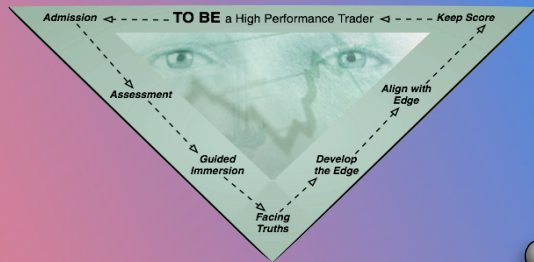 Admission
TO BE a High Performance Trader
Keep Score
Assessment
Align with
Edge
Guided
Immersion
Develop
the Edge
Facing
Truths